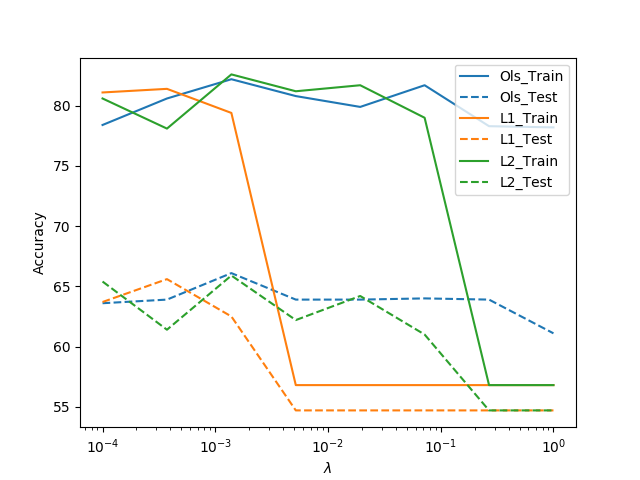 Accuracy
80
75
70
65
60
55
10⁻⁴
10⁻³
10⁻²
10⁻¹
10⁰
λ
Ols_Train
Ols_Test
L1_Train
L1_Test
L2_Train
L2_Test